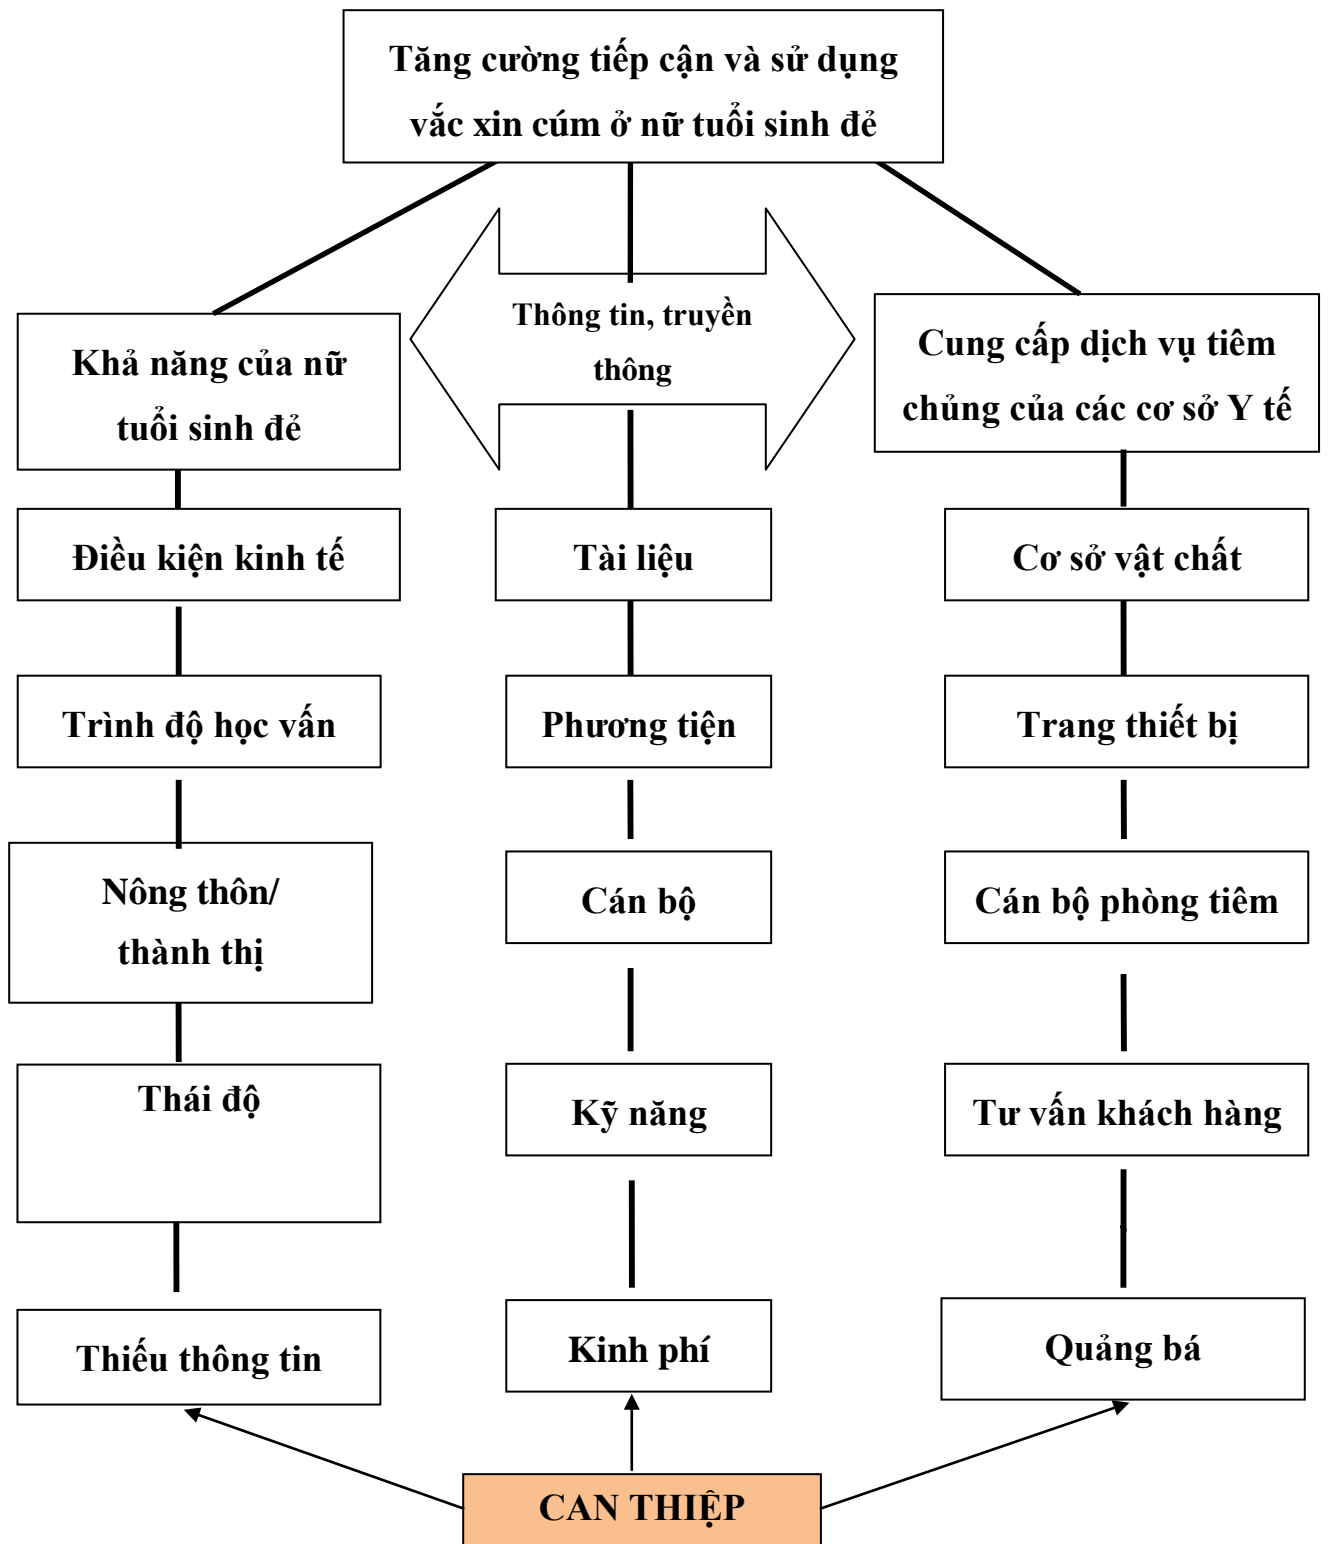 Tăng cường tiếp cận và sử dụng
vắc xin cúm ở nữ tuổi sinh đẻ
Thông tin, truyền
thông
Khả năng của nữ
tuổi sinh đẻ
Cung cấp dịch vụ tiêm
chủng của các cơ sở Y tế
Điều kiện kinh tế
Tài liệu
Cơ sở vật chất
Trình độ học vấn
Phương tiện
Trang thiết bị
Nông thôn/
thành thị
Cán bộ
Cán bộ phòng tiêm
Thái độ
Kỹ năng
Tư vấn khách hàng
Thiếu thông tin
Kinh phí
Quảng bá
CAN THIỆP